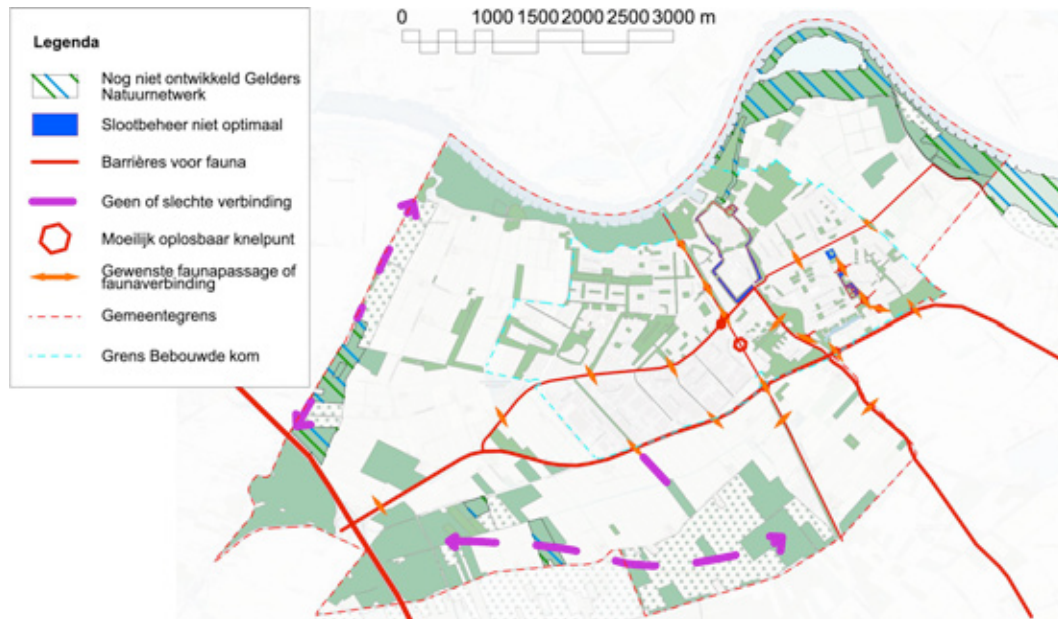 0 1000 1500 2000 2500 3000 m
Legenda
Nog niet ontwikkeld Gelders
Natuurnetwerk
Slootbeheer niet optimaal
Barrières voor fauna
Geen of slechte verbinding
Moeilijk oplosbaar knelpunt
Gewenste faunapassage of
faunaverbinding
Gemeentegrens
Grens Bebouwde kom